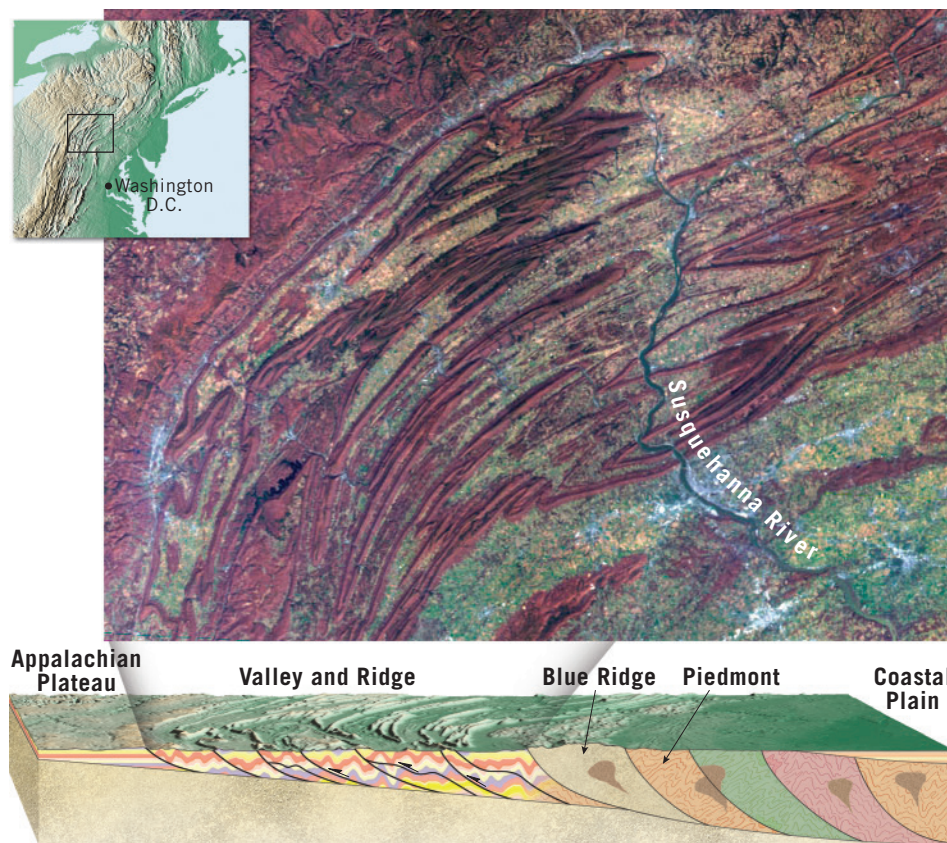 Washington
D.C.
Susquehanna River
Appalachian
Plateau
Valley and Ridge
Blue Ridge
Piedmont
Coastal
Plain